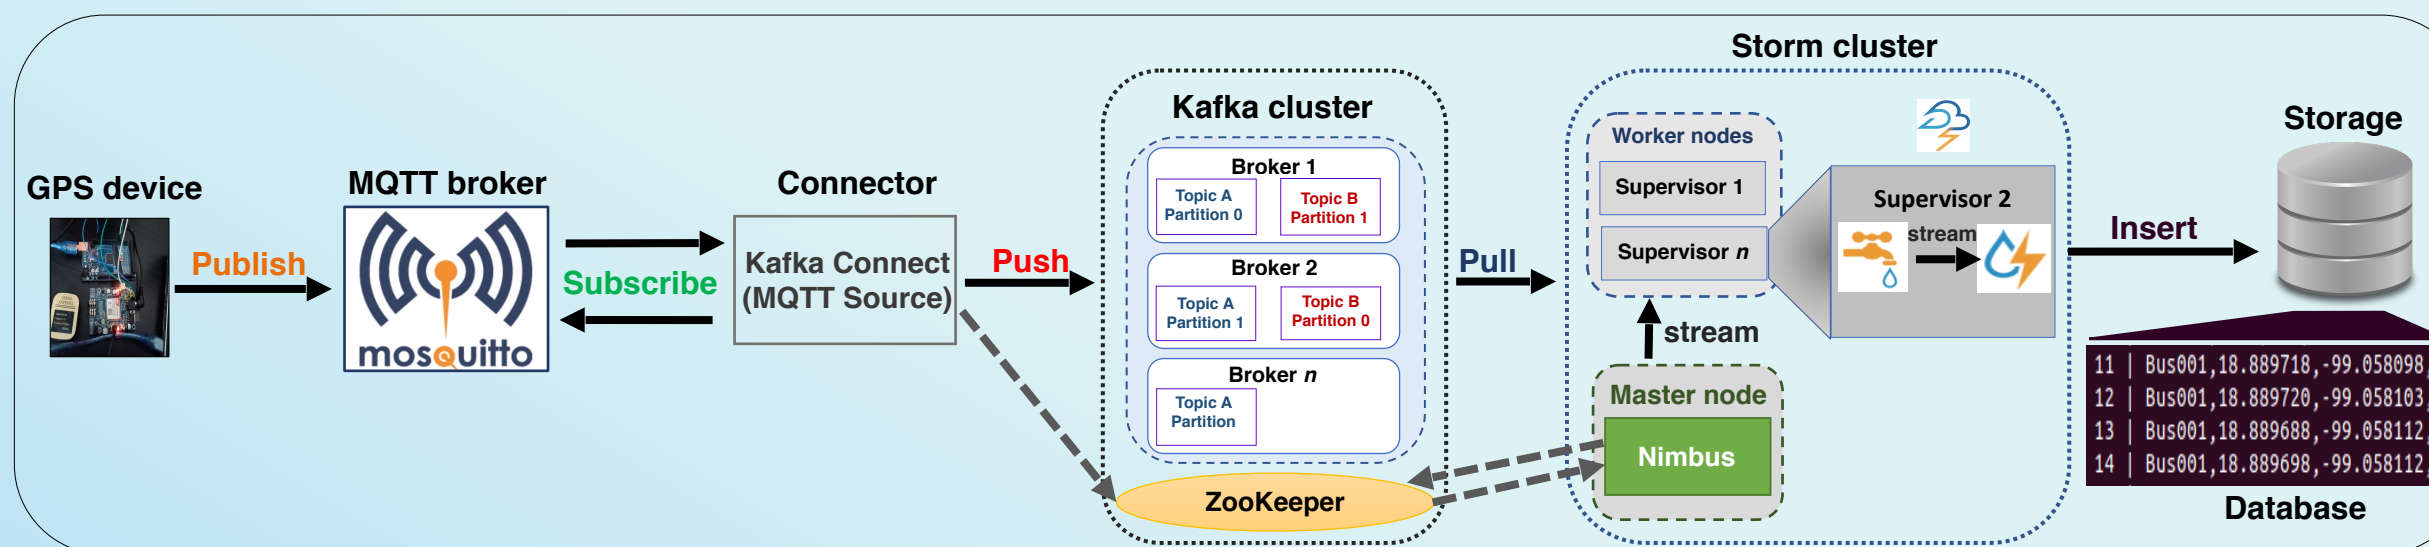 GPS device
Publish
MQTT broker
mosquitto
Subscribe
Connector
Kafka Connect
(MQTT Source)
Push
Kafka cluster
Broker 1
Topic A
Partition 0
Topic B
Partition 1
Broker 2
Topic A
Partition 1
Topic B
Partition 0
Broker n
Topic A
Partition
ZooKeeper
Pull
Storm cluster
Worker nodes
Supervisor 1
Supervisor n
Supervisor 2
stream
stream
Master node
Nimbus
Insert
Storage
11 | Bus001,18.889718,-99.058098,
12 | Bus001,18.889720,-99.058103,
13 | Bus001,18.889688,-99.058112,
14 | Bus001,18.889698,-99.058112,
Database